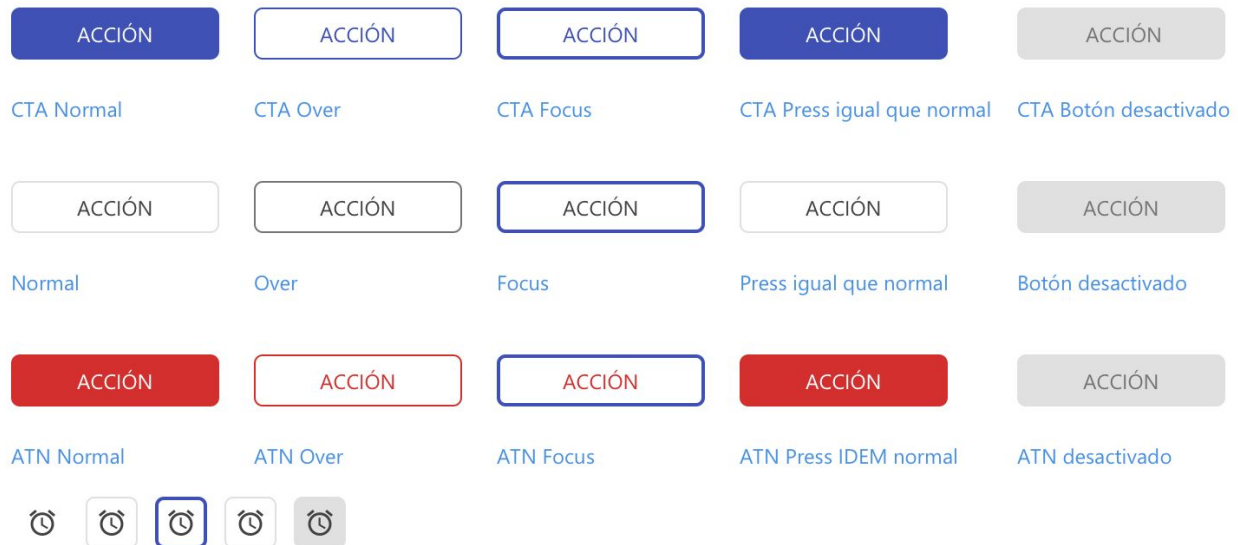 ACCIÓN ACCIÓN ACCIÓN ACCIÓN ACCIÓN
CTA Normal CTA Over CTA Focus CTA Press igual que normal CTA Botón desactivado
ACCIÓN ACCIÓN ACCIÓN ACCIÓN ACCIÓN
Normal Over Focus Press igual que normal Botón desactivado
ACCIÓN ACCIÓN ACCIÓN ACCIÓN ACCIÓN
ATN Normal ATN Over ATN Focus ATN Press IDEM normal ATN desactivado